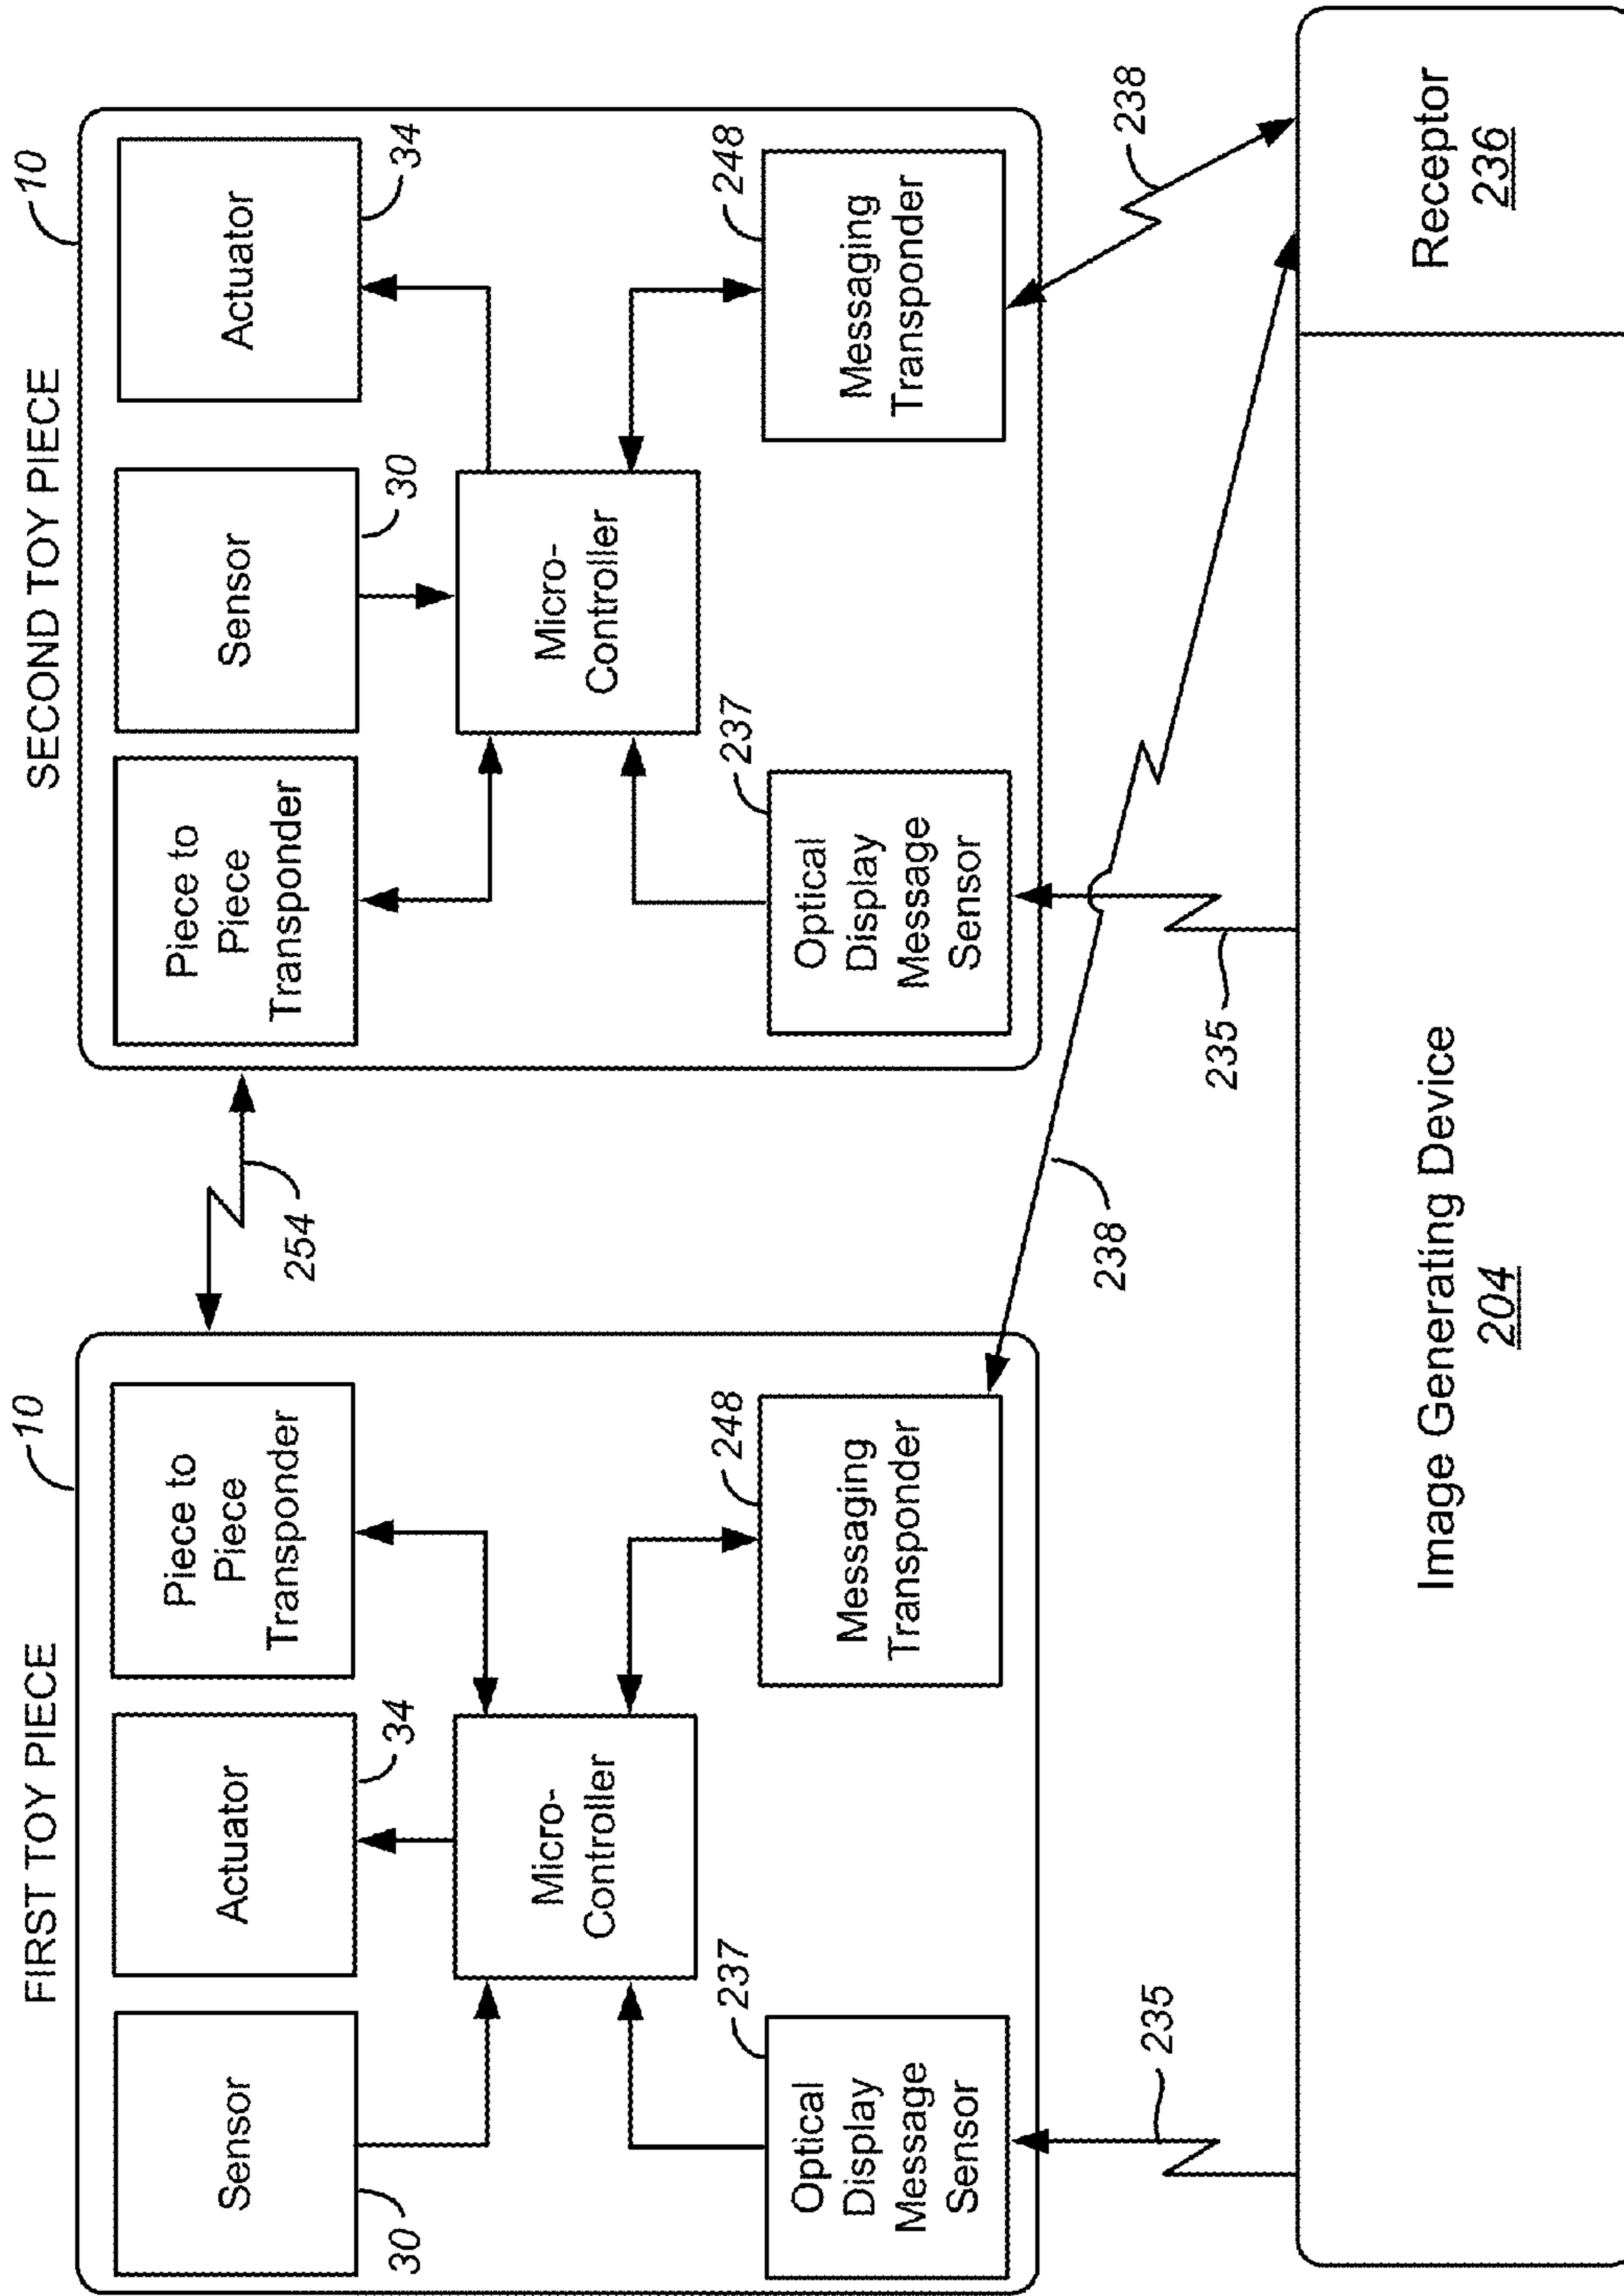 FIRST TOY PIECE
10
Sensor
30
Actuator
34
Piece to
Piece
Transponder
Micro-
Controller
237
Optical
Display
Message
Sensor
248
Messaging
Transponder
254
SECOND TOY PIECE
10
Piece to
Piece
Transponder
Sensor
30
Actuator
34
Micro-
Controller
237
Optical
Display
Message
Sensor
248
Messaging
Transponder
235
238
235
238
Image Generating Device
204
Receptor
236